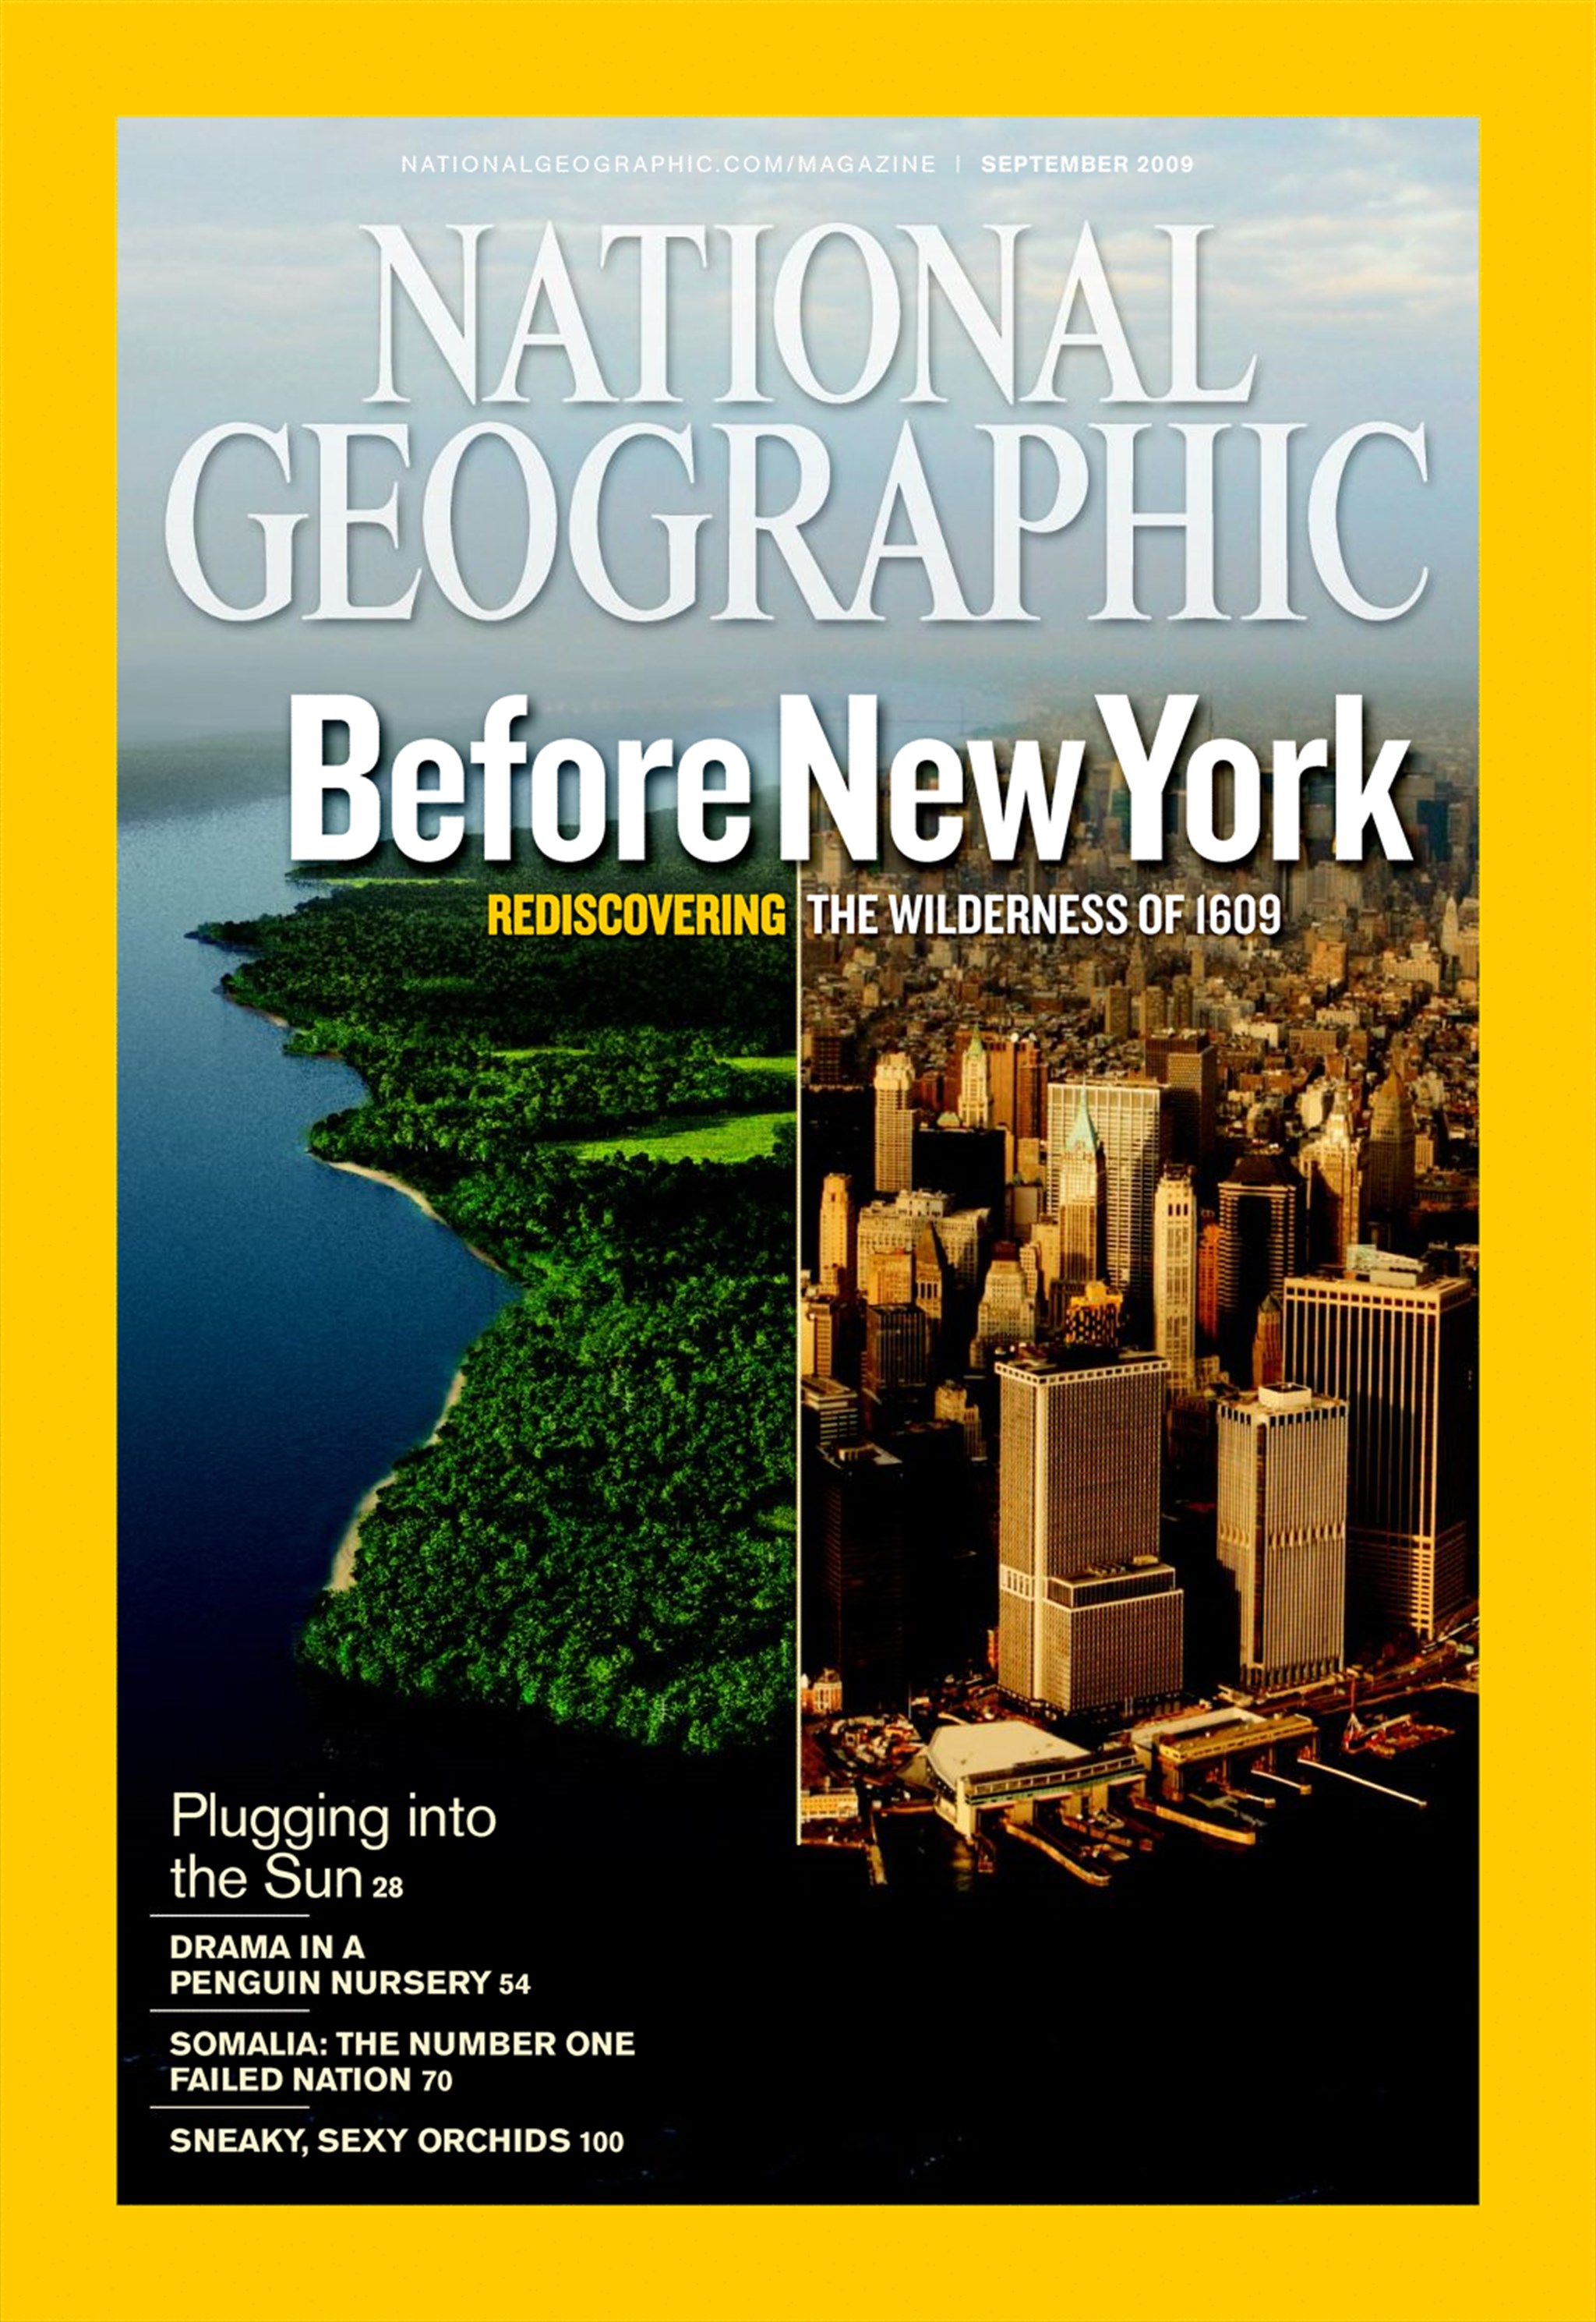 NATIONALGEOGRAPHIC.COM/MAGAZINE | SEPTEMBER 2009
NATIONAL
GEOGRAPHIC
Before New York
REDISCOVERING THE WILDERNESS OF 1609
Plugging into
the Sun 28
DRAMA IN A
PENGUIN NURSERY 54
SOMALIA: THE NUMBER ONE
FAILED NATION 70
SNEAKY, SEXY ORCHIDS 100